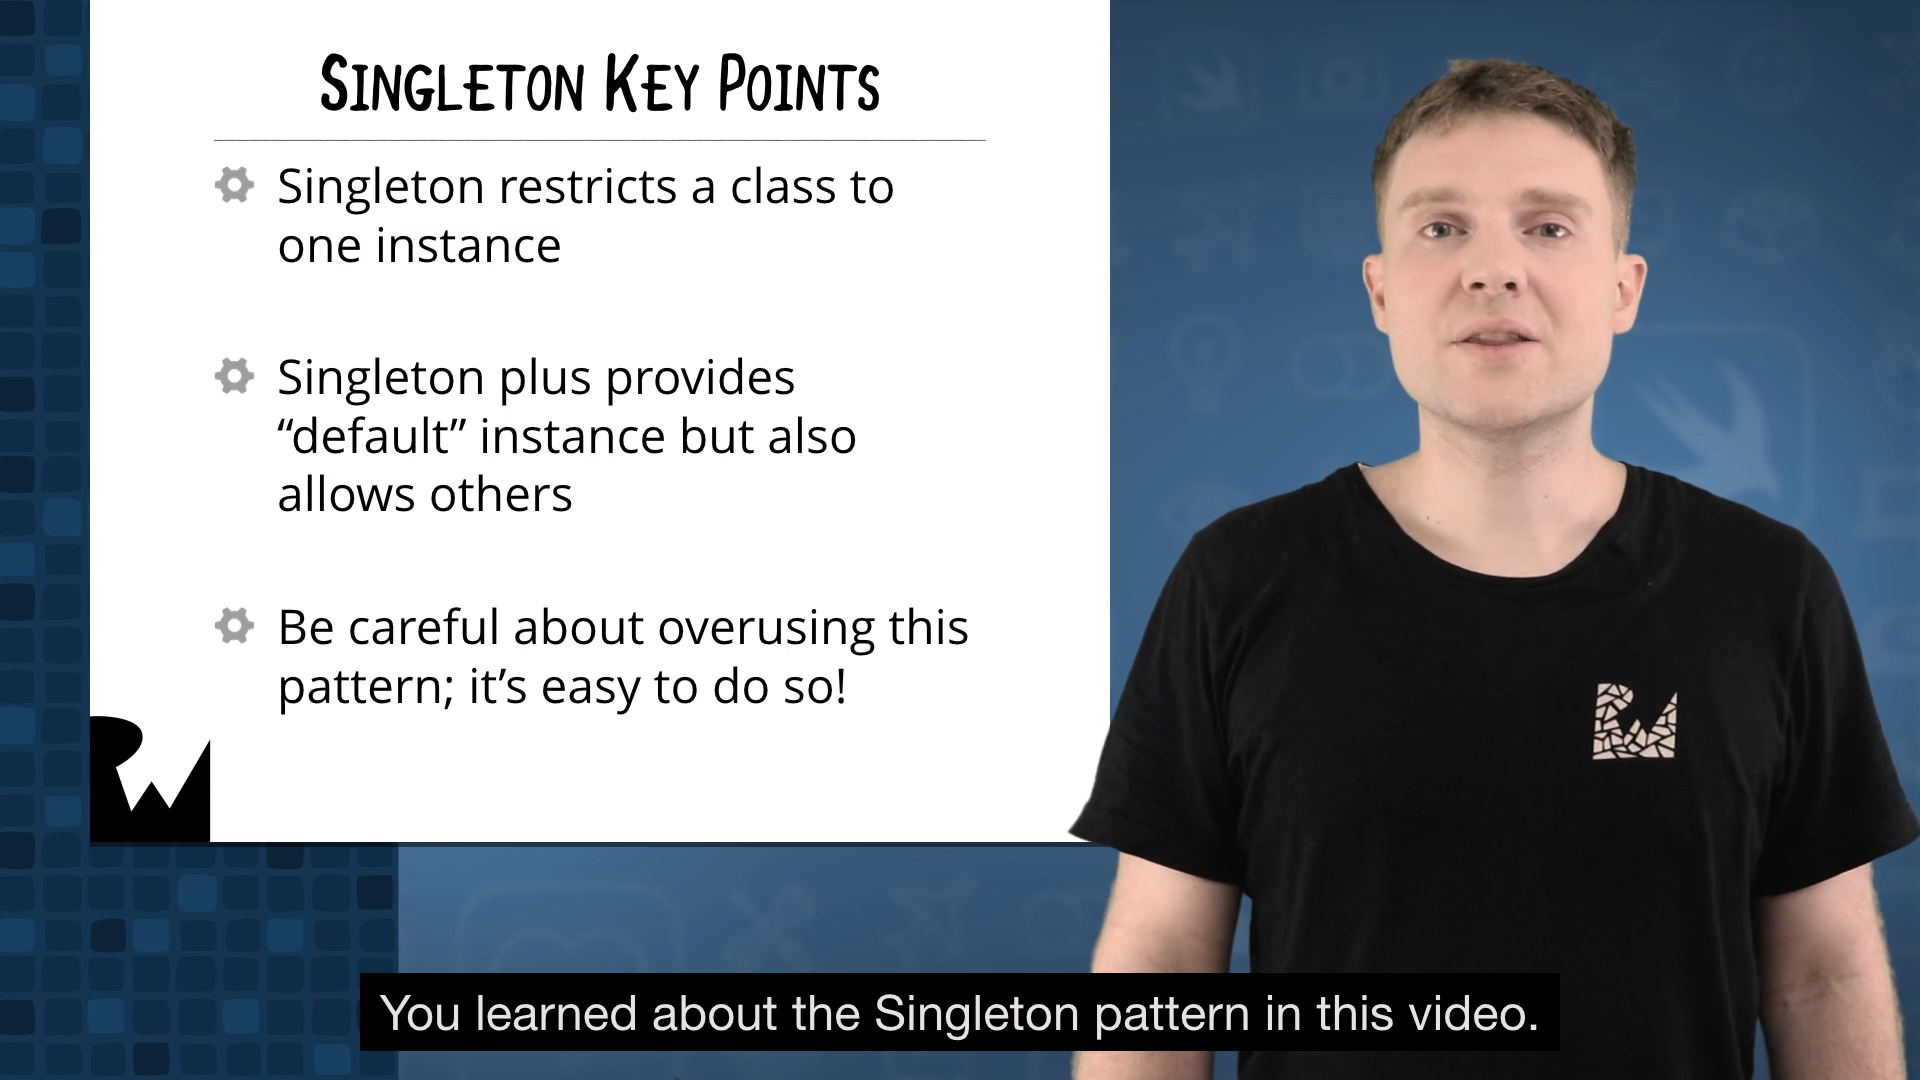 Singleton Key Points
Singleton restricts a class to
one instance
Singleton plus provides
“default” instance but also
allows others
Be careful about overusing this
pattern; it’s easy to do so!
RW
RW
You learned about the Singleton pattern in this video.